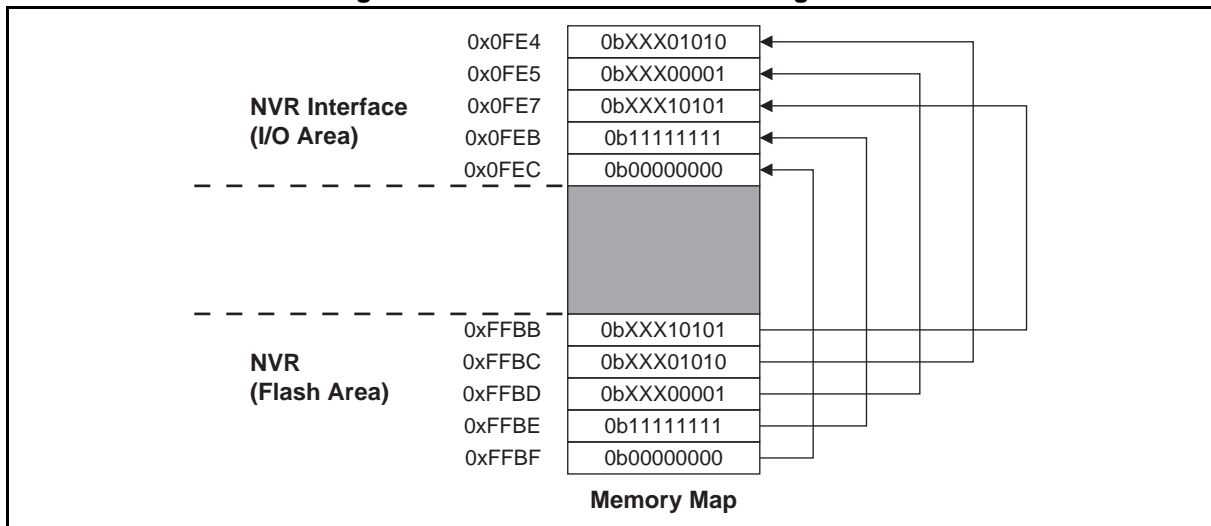 0x0FE4 0bXXX01010
0x0FE5 0bXXX00001
NVR Interface 0x0FE7 0bXXX10101
(I/O Area) 0x0FEB 0b11111111
0x0FEC 0b00000000
0xFFBB 0bXXX10101
NVR 0xFFBC 0bXXX01010
(Flash Area) 0xFFBD 0bXXX00001
0xFFBE 0b11111111
0xFFBF 0b00000000
Memory Map